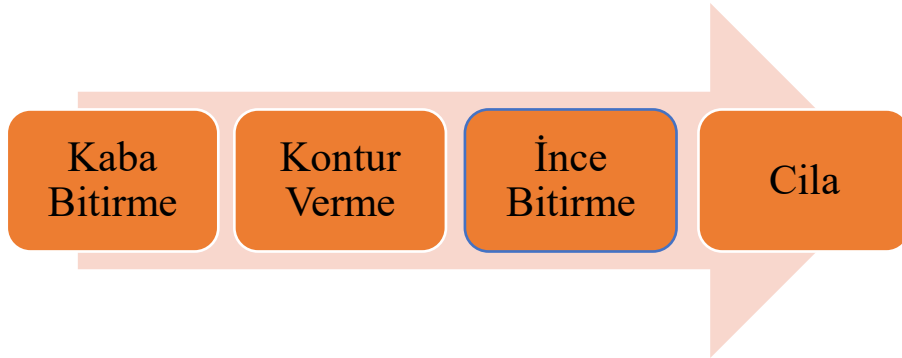 Kaba
Bitirme
Kontur
Verme
İnce
Bitirme
Cila